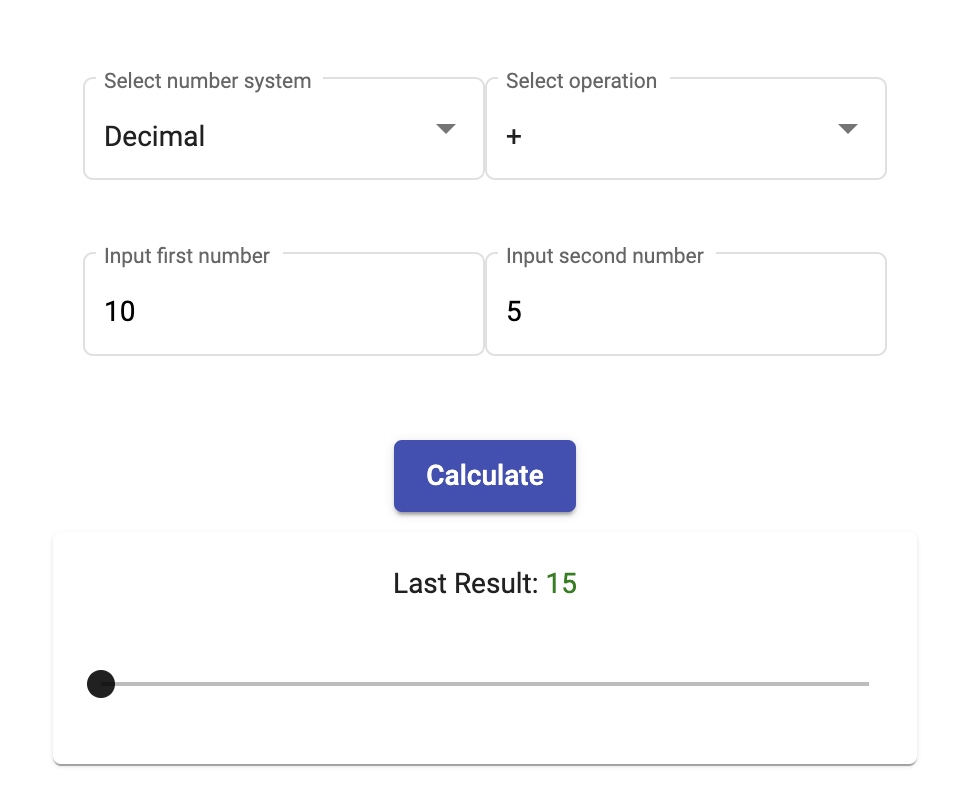 Select number system Select operation
Decimal +
Input first number Input second number
10 5
Calculate
Last Result: 15